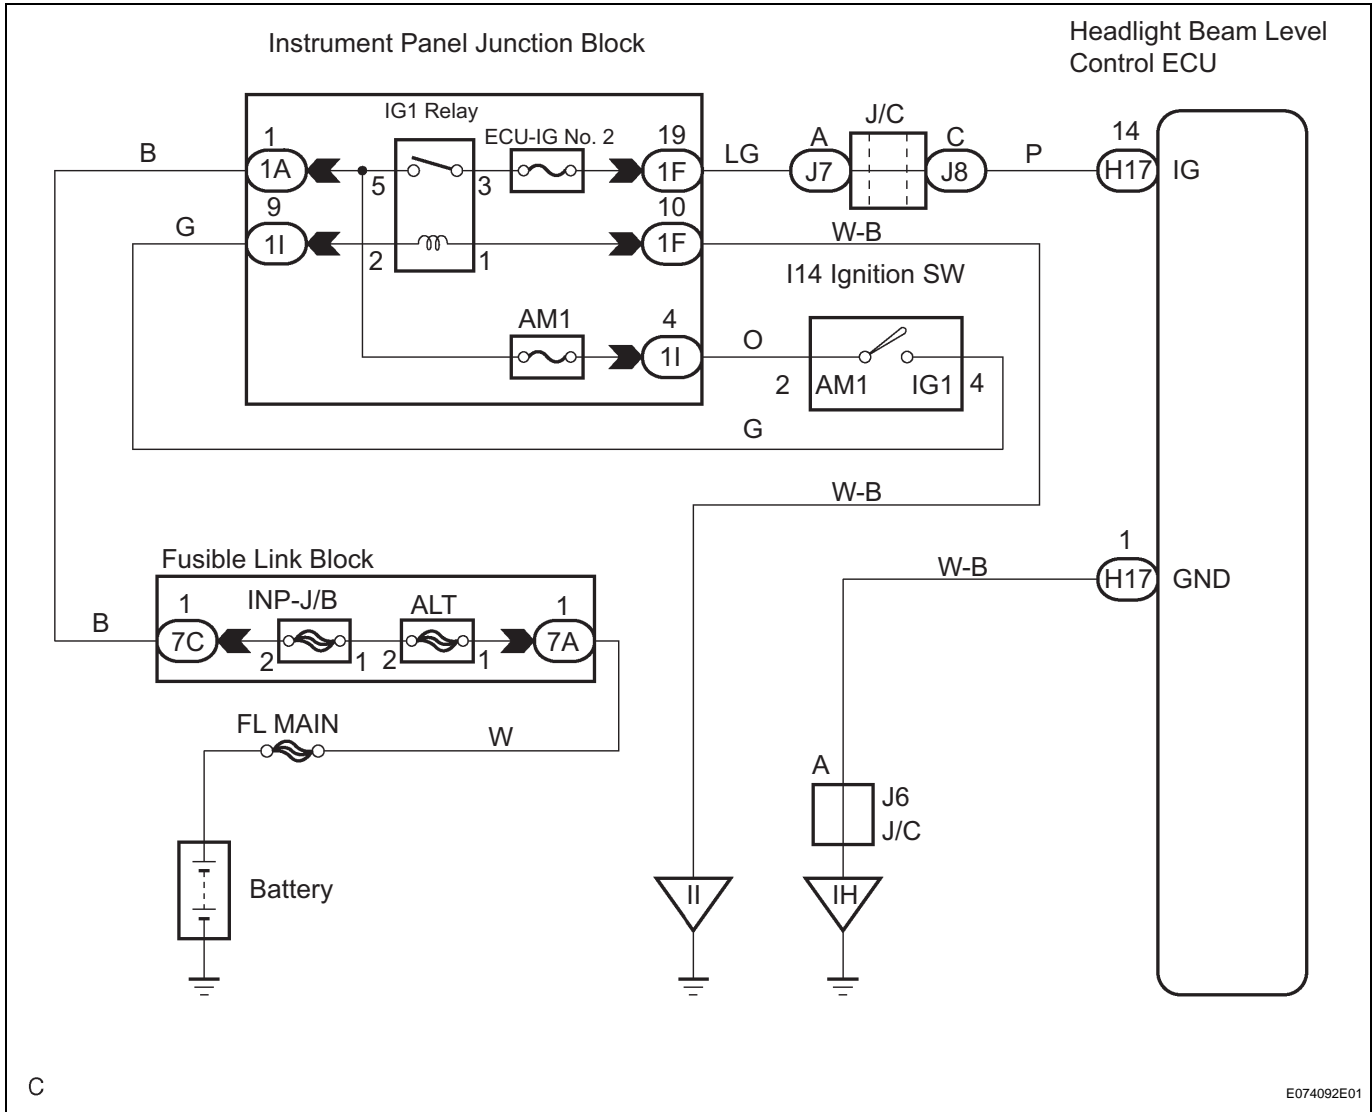 Instrument Panel Junction Block
Headlight Beam Level
Control ECU
IG1 Relay
ECU-IG No. 2
J/C
B
1
1A
5
3
19
1F
LG
A
J7
C
J8
P
14
H17
IG
G
9
1I
2
1
10
1F
W-B
I14 Ignition SW
AM1
4
1I
O
2
AM1
IG1
4
G
W-B
Fusible Link Block
1
H17
GND
W-B
B
1
7C
INP-J/B
2
1
ALT
2
1
1
7A
FL MAIN
W
A
J6
J/C
Battery
II
IH
C
E074092E01